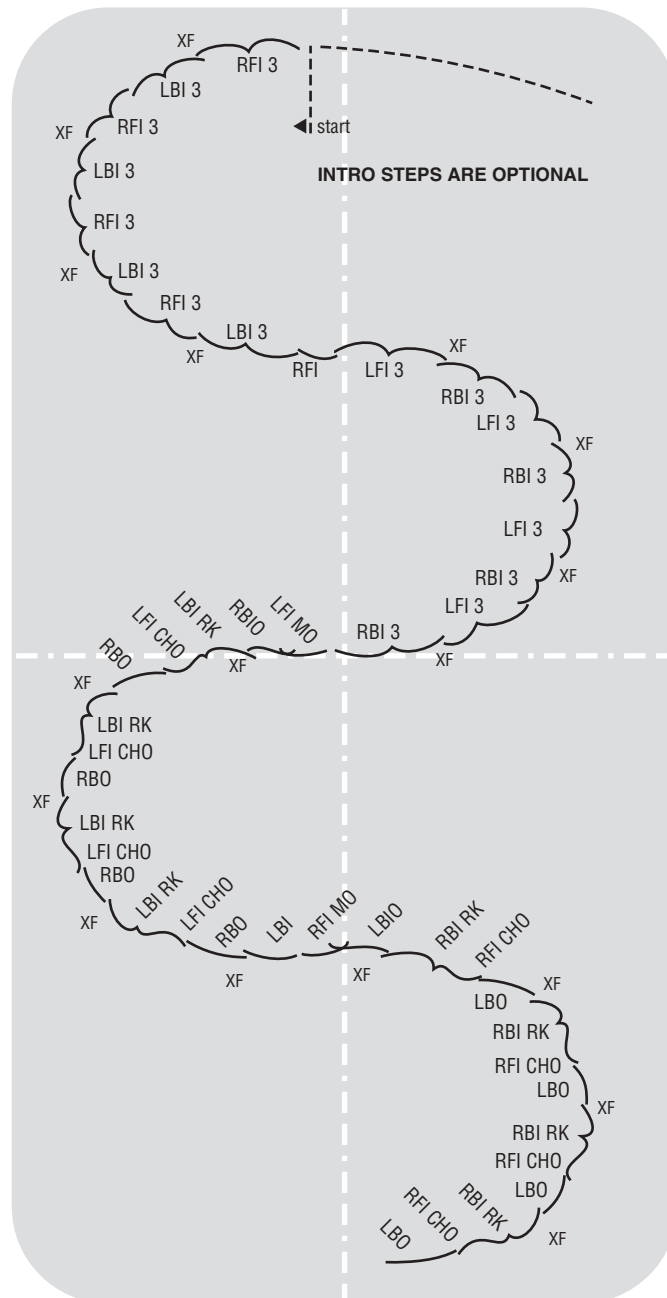 XF
RFI 3
LBI 3
start
RFI 3
XF
INTRO STEPS ARE OPTIONAL
LBI 3
RFI 3
LBI 3
XF
RFI 3
LBI 3
XF
RFI
LFI 3
XF
RBI 3
LFI 3
XF
RBI 3
LFI 3
RBI 3
XF
LFI 3
RBI 3
XF
LFI MO
RBIO
XF
LBI RK
LFI CHO
RBO
XF
LBI RK
LFI CHO
RBO
XF
LBI RK
LFI CHO
RBO
XF
LBI RK
LFI CHO
RBO
XF
LBI
RFI MO
XF
LBIO
RBI RK
RFI CHO
LBO
XF
RBI RK
RFI CHO
LBO
XF
RBI RK
RFI CHO
LBO
XF
RBI RK
RFI CHO
LBO